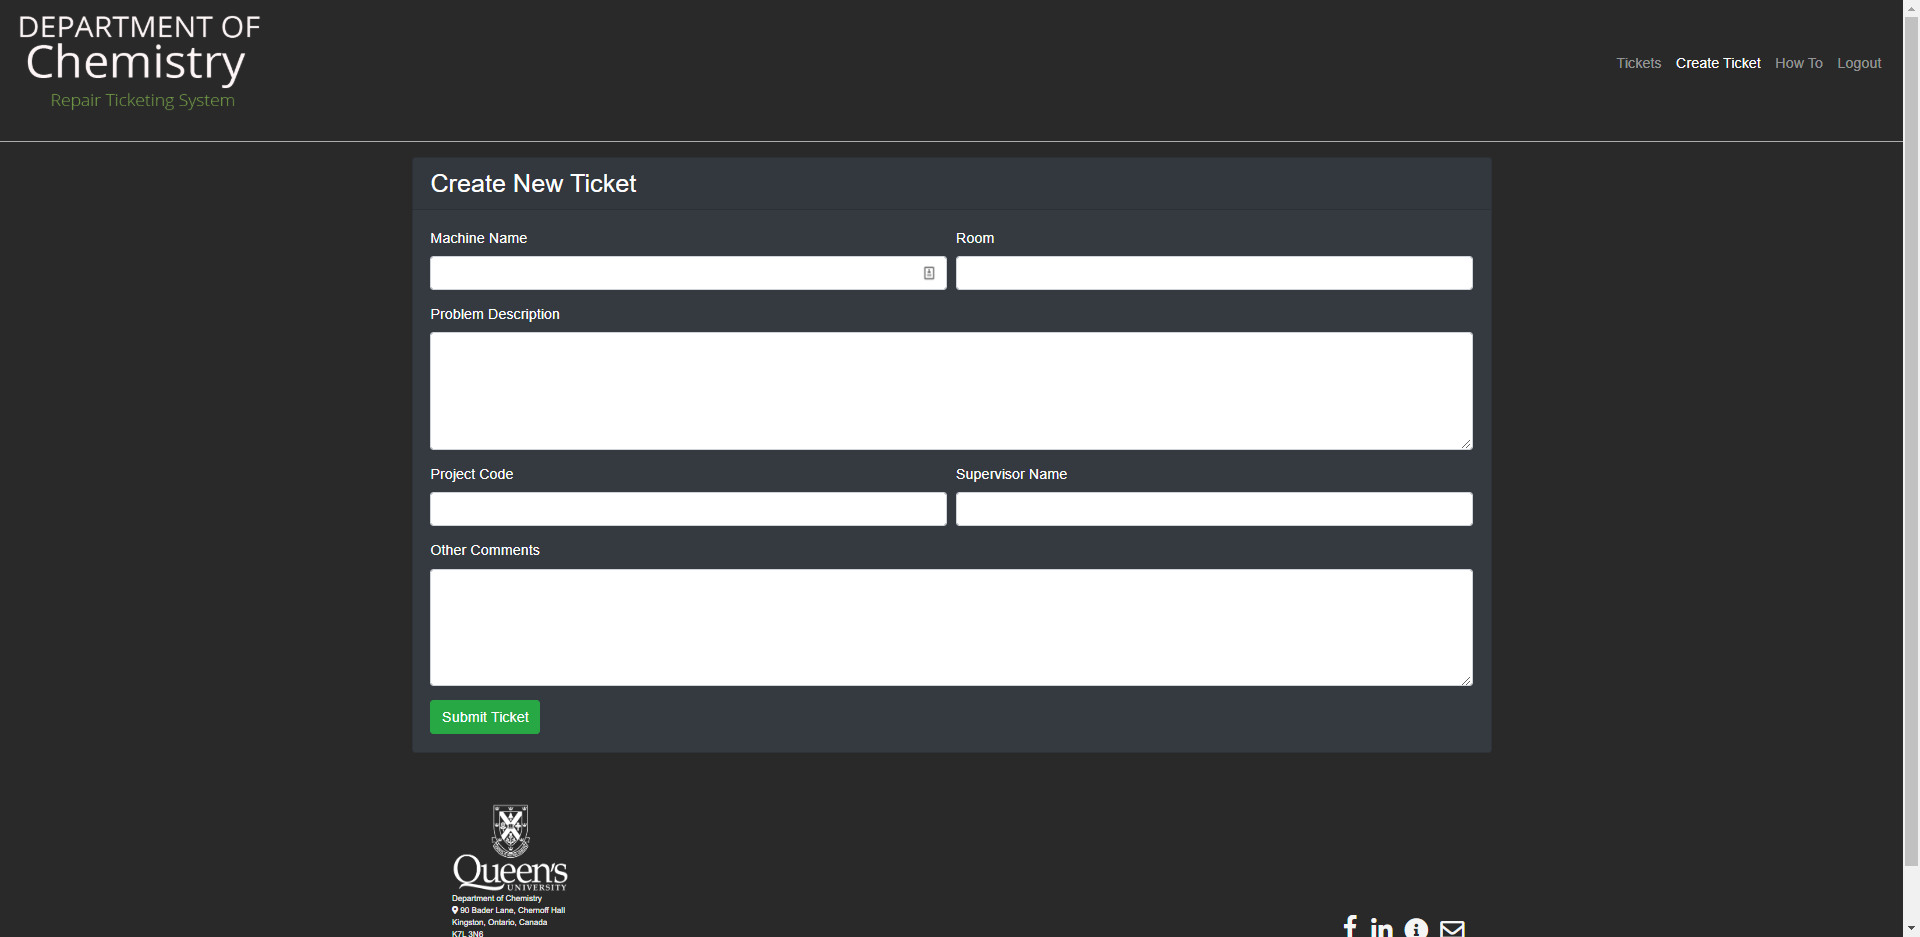 DEPARTMENT OF
Chemistry
Repair Ticketing System
Tickets Create Ticket How To Logout
Create New Ticket
Machine Name Room
Problem Description
Project Code Supervisor Name
Other Comments
Submit Ticket
Queen's
UNIVERSITY
Department of Chemistry
90 Bader Lane, Chernoff Hall
Kingston, Ontario, Canada
K7L 3N6